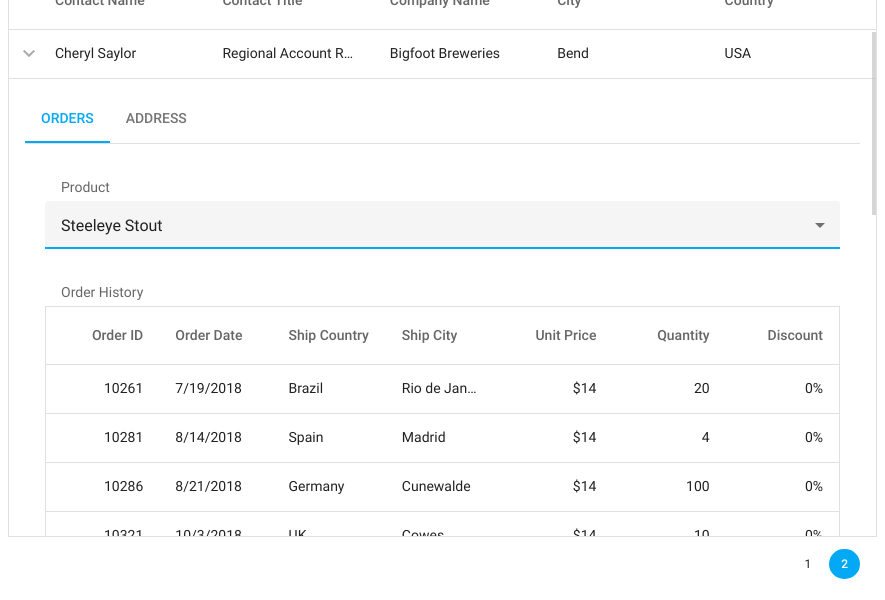 Contact Name Contact Title Company Name City Country
Cheryl Saylor Regional Account R... Bigfoot Breweries Bend USA
ORDERS ADDRESS
Product
Steeleye Stout
Order History
Order ID Order Date Ship Country Ship City Unit Price Quantity Discount
10261 7/19/2018 Brazil Rio de Jan... $14 20 0%
10281 8/14/2018 Spain Madrid $14 4 0%
10286 8/21/2018 Germany Cunewalde $14 100 0%
10321 10/3/2018 UK Cowes $14 10 0%
1 2